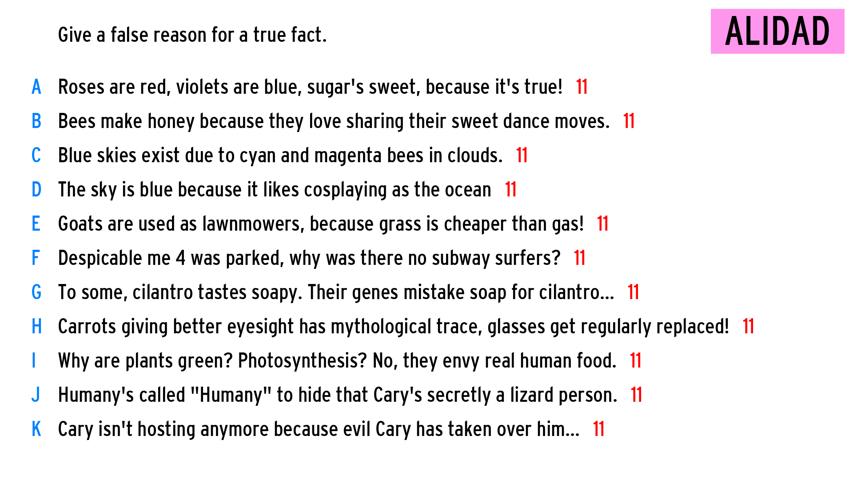 Give a false reason for a true fact.
ALIDAD
A Roses are red, violets are blue, sugar's sweet, because it's true! 11
B Bees make honey because they love sharing their sweet dance moves. 11
C Blue skies exist due to cyan and magenta bees in clouds. 11
D The sky is blue because it likes cosplaying as the ocean 11
E Goats are used as lawnmowers, because grass is cheaper than gas! 11
F Despicable me 4 was parked, why was there no subway surfers? 11
G To some, cilantro tastes soapy. Their genes mistake soap for cilantro... 11
H Carrots giving better eyesight has mythological trace, glasses get regularly replaced! 11
I Why are plants green? Photosynthesis? No, they envy real human food. 11
J Humany's called "Humany" to hide that Cary's secretly a lizard person. 11
K Cary isn't hosting anymore because evil Cary has taken over him... 11